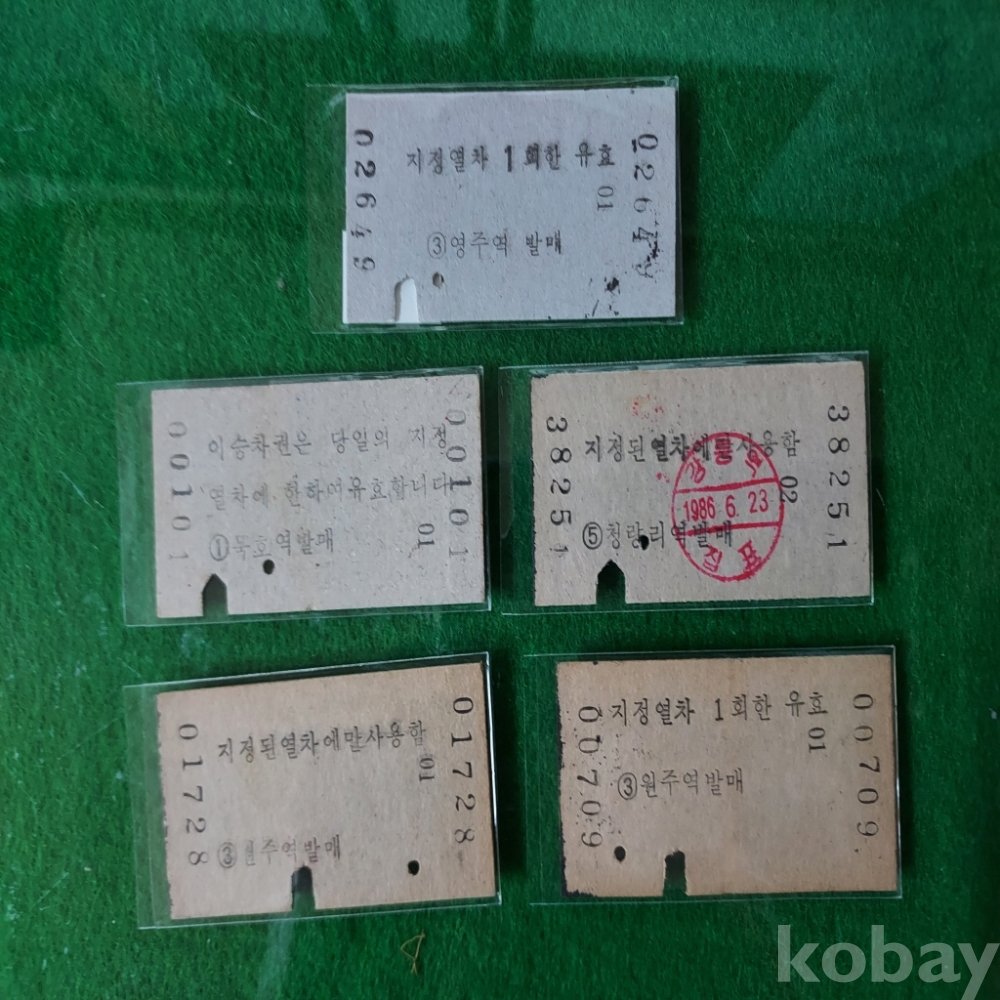 02649
지정열차 1회한 유효
01
③영주역 발매
02649
00101
이승차권은 당일의 지정
열차에 한하여유효합니다
01
①묵호역발매
00101
38251
지정된열차에만사용함
02
⑤청량리역발매
38251
강릉역
1986. 6. 23
집표
01728
지정된열차에만사용함
01
③원주역발매
01728
00709
지정열차 1회한 유효
01
③원주역발매
00709
kobay